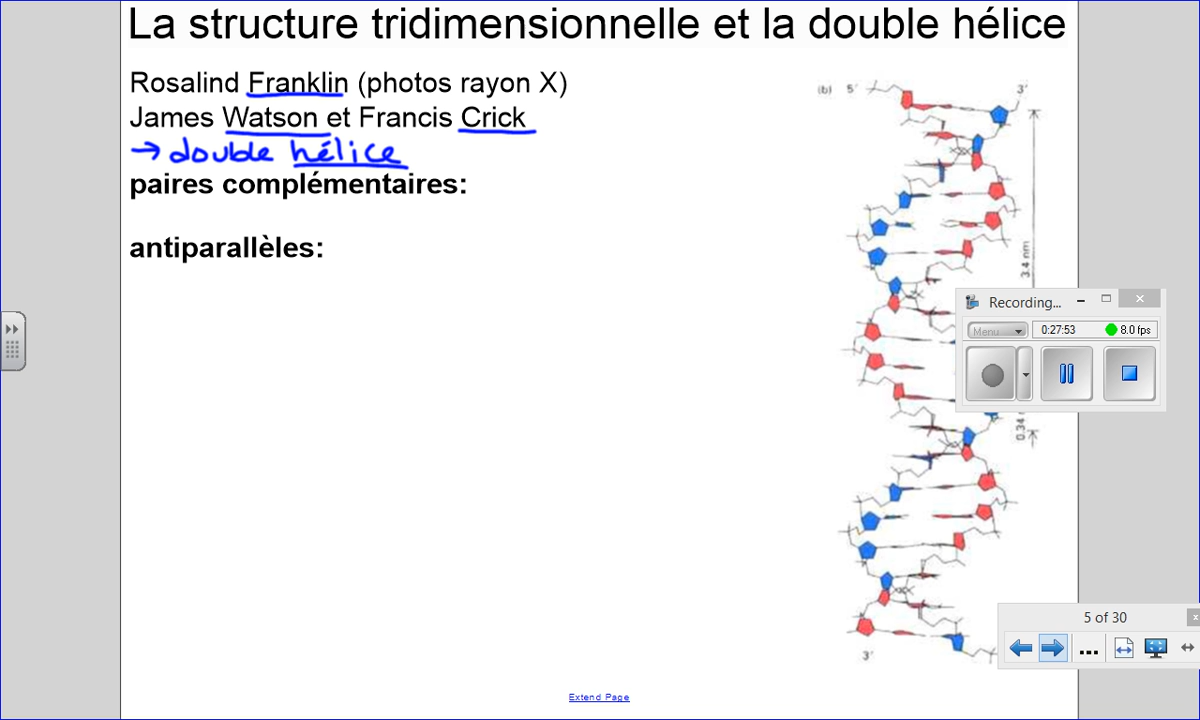 La structure tridimensionnelle et la double hélice
Rosalind Franklin (photos rayon X)
James Watson et Francis Crick
→ double hélice
paires complémentaires:
antiparallèles:
(b) 5' 3'
3.4 nm
0.34
3'
Recording...
Menu 0:27:53 8.0 fps
5 of 30
Extend Page